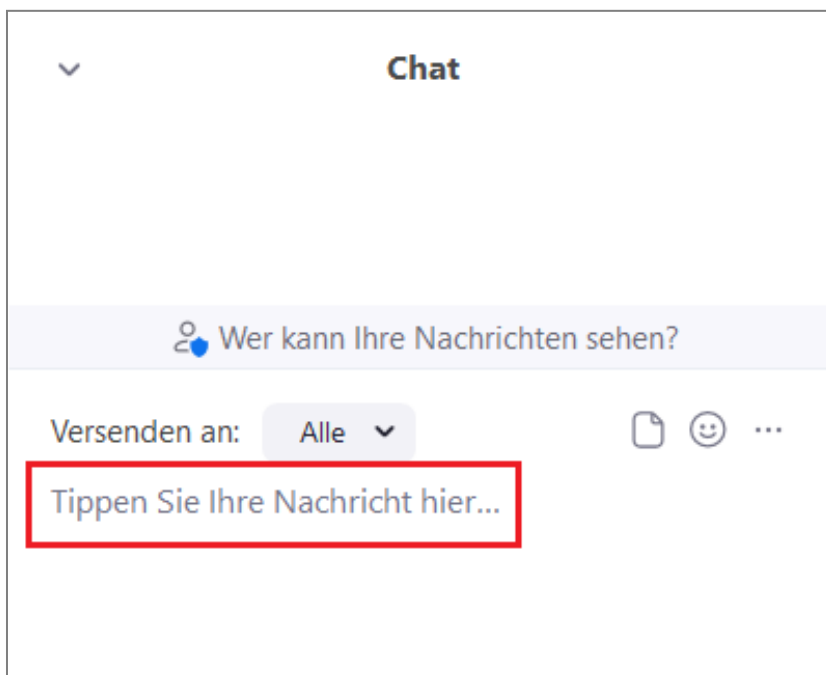 Chat
Wer kann Ihre Nachrichten sehen?
Versenden an: Alle
Tippen Sie Ihre Nachricht hier...